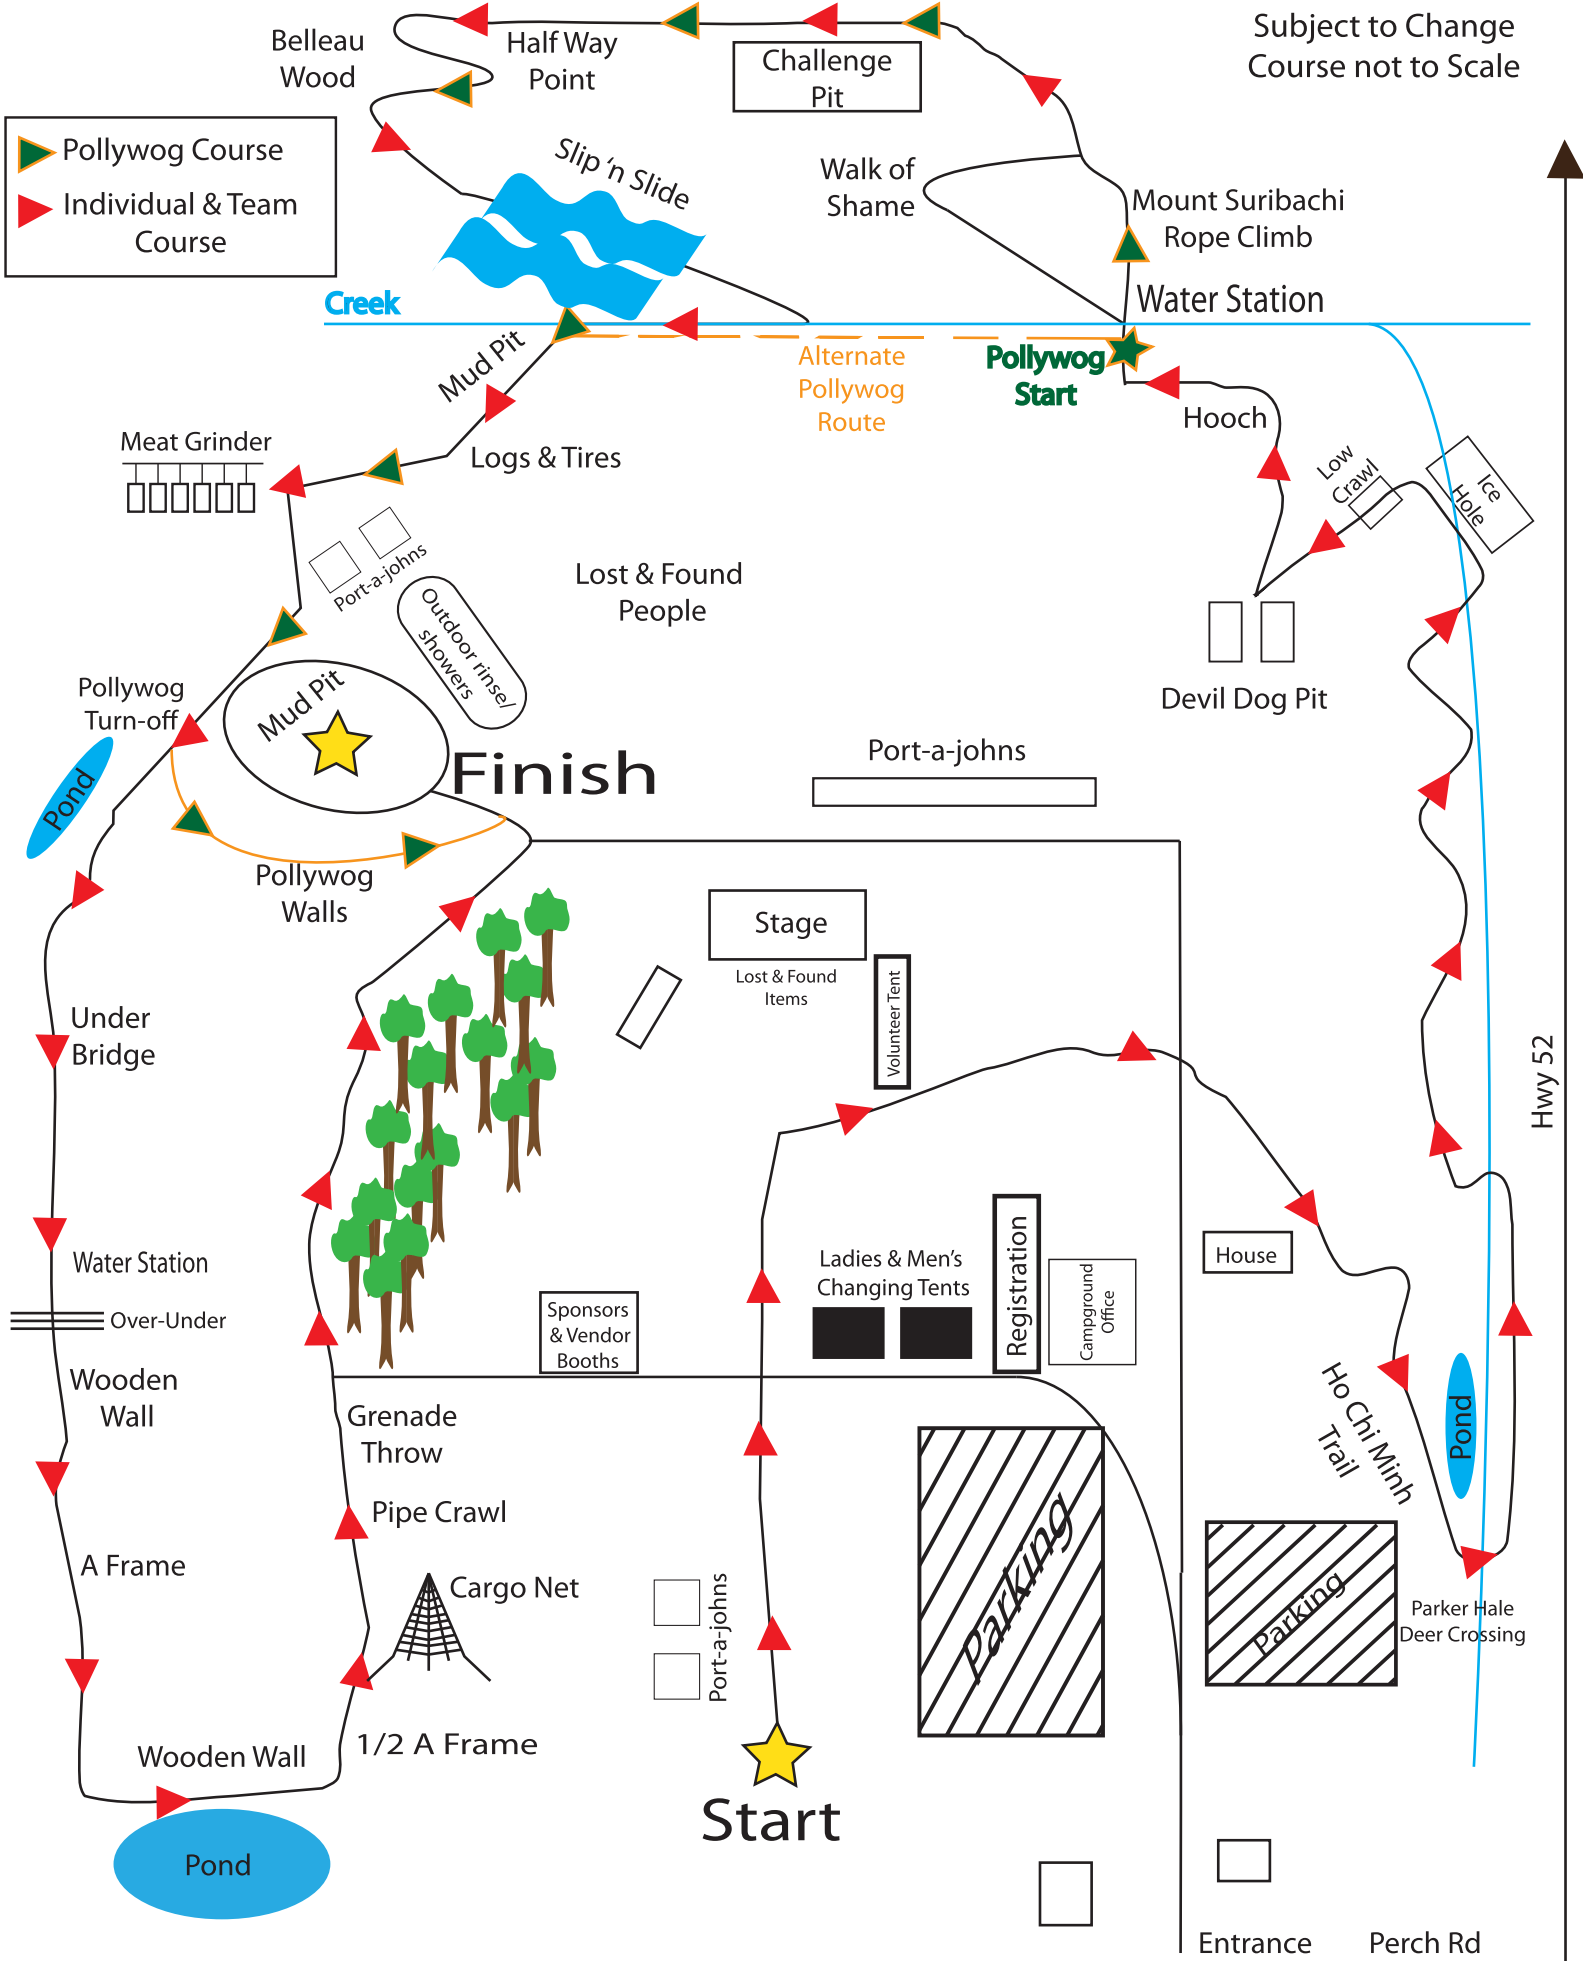 Subject to Change
Course not to Scale
Belleau
Wood
Half Way
Point
Challenge
Pit
Pollywog Course
Individual & Team
Course
Slip 'n Slide
Walk of
Shame
Mount Suribachi
Rope Climb
Creek
Water Station
Mud Pit
Alternate
Pollywog
Route
Pollywog
Start
Hooch
Meat Grinder
Logs & Tires
Low
Crawl
Ice
Hole
Port-a-johns
Lost & Found
People
Outdoor rinse/
showers
Devil Dog Pit
Pollywog
Turn-off
Mud Pit
Pond
Finish
Port-a-johns
Pollywog
Walls
Stage
Lost & Found
Items
Volunteer Tent
Under
Bridge
Hwy 52
Water Station
Over-Under
Ladies & Men's
Changing Tents
Registration
Campground
Office
House
Sponsors
& Vendor
Booths
Wooden
Wall
Grenade
Throw
Ho Chi Minh
Trail
Pond
Pipe Crawl
A Frame
Cargo Net
Port-a-johns
Parking
Parking
Parker Hale
Deer Crossing
Wooden Wall
1/2 A Frame
Start
Pond
Entrance
Perch Rd